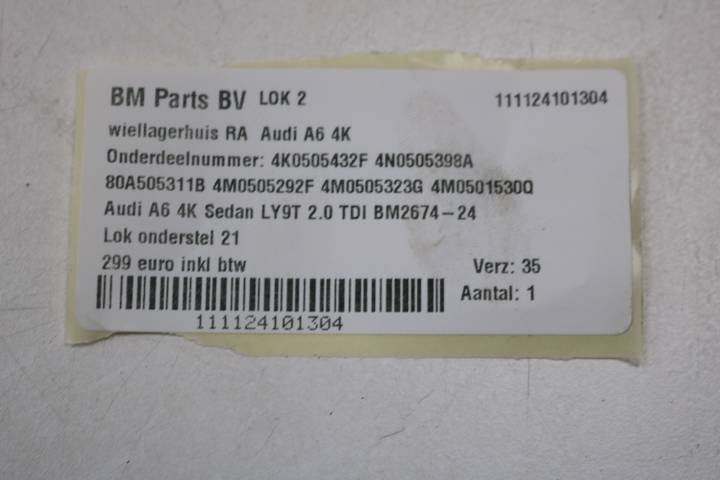 BM Parts BV LOK 2 111124101304
wiellagerhuis RA Audi A6 4K
Onderdeelnummer: 4K0505432F 4N0505398A
80A505311B 4M0505292F 4M0505323G 4M0501530Q
Audi A6 4K Sedan LY9T 2.0 TDI BM2674-24
Lok onderstel 21
299 euro inkl btw Verz: 35
Aantal: 1
111124101304